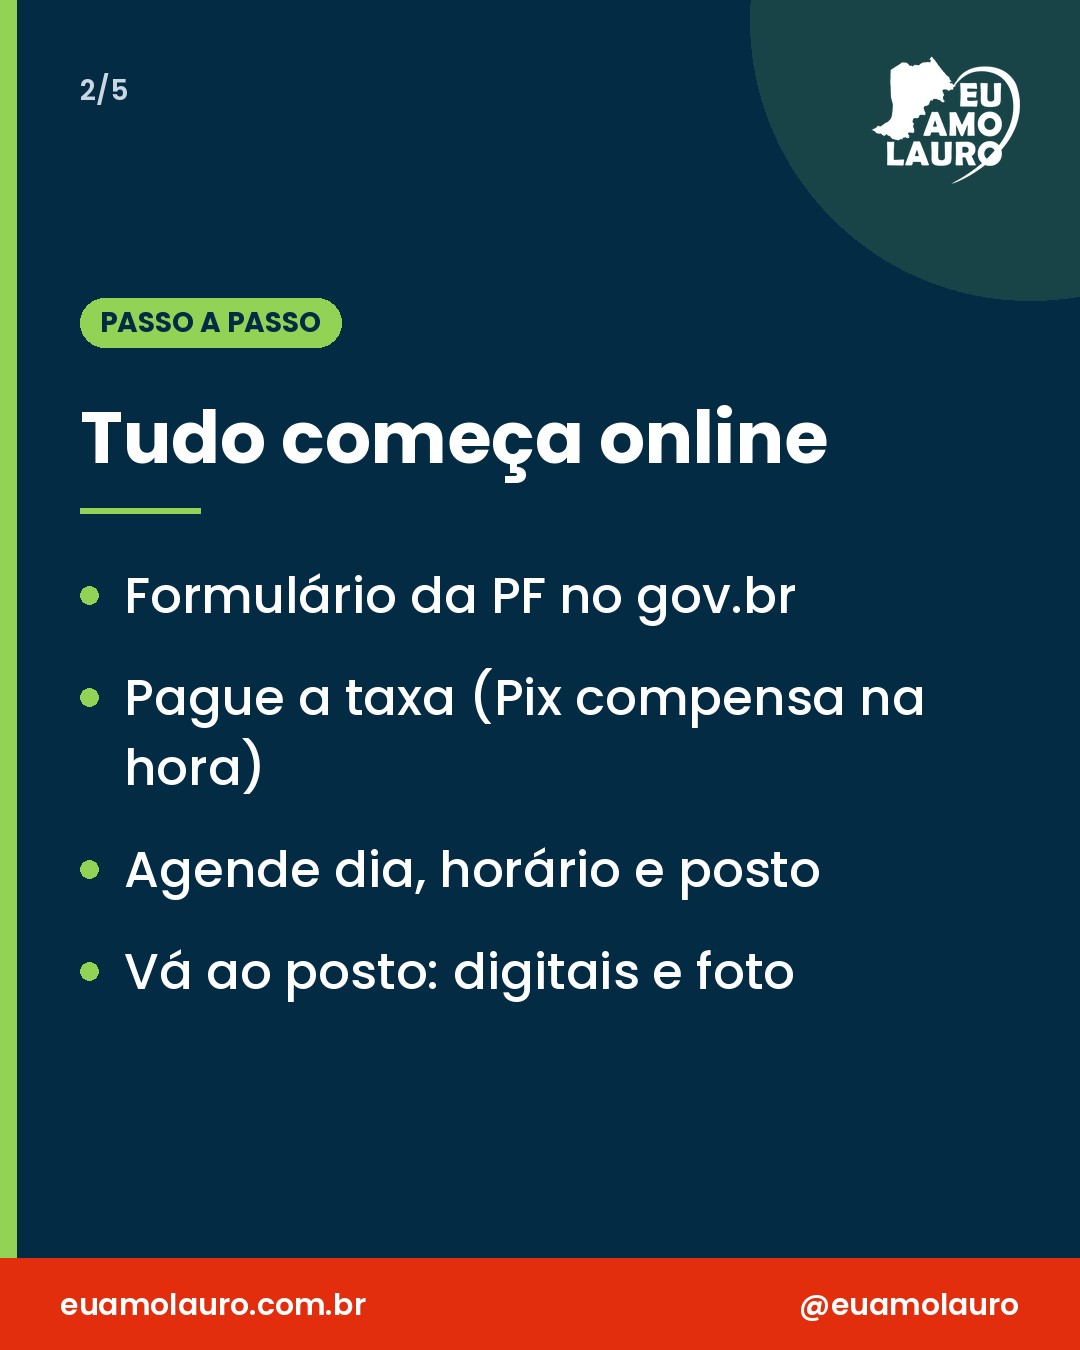 2/5
EU
AMO
LAURO
PASSO A PASSO
Tudo começa online
Formulário da PF no gov.br
Pague a taxa (Pix compensa na
hora)
Agende dia, horário e posto
Vá ao posto: digitais e foto
euamolauro.com.br
@euamolauro